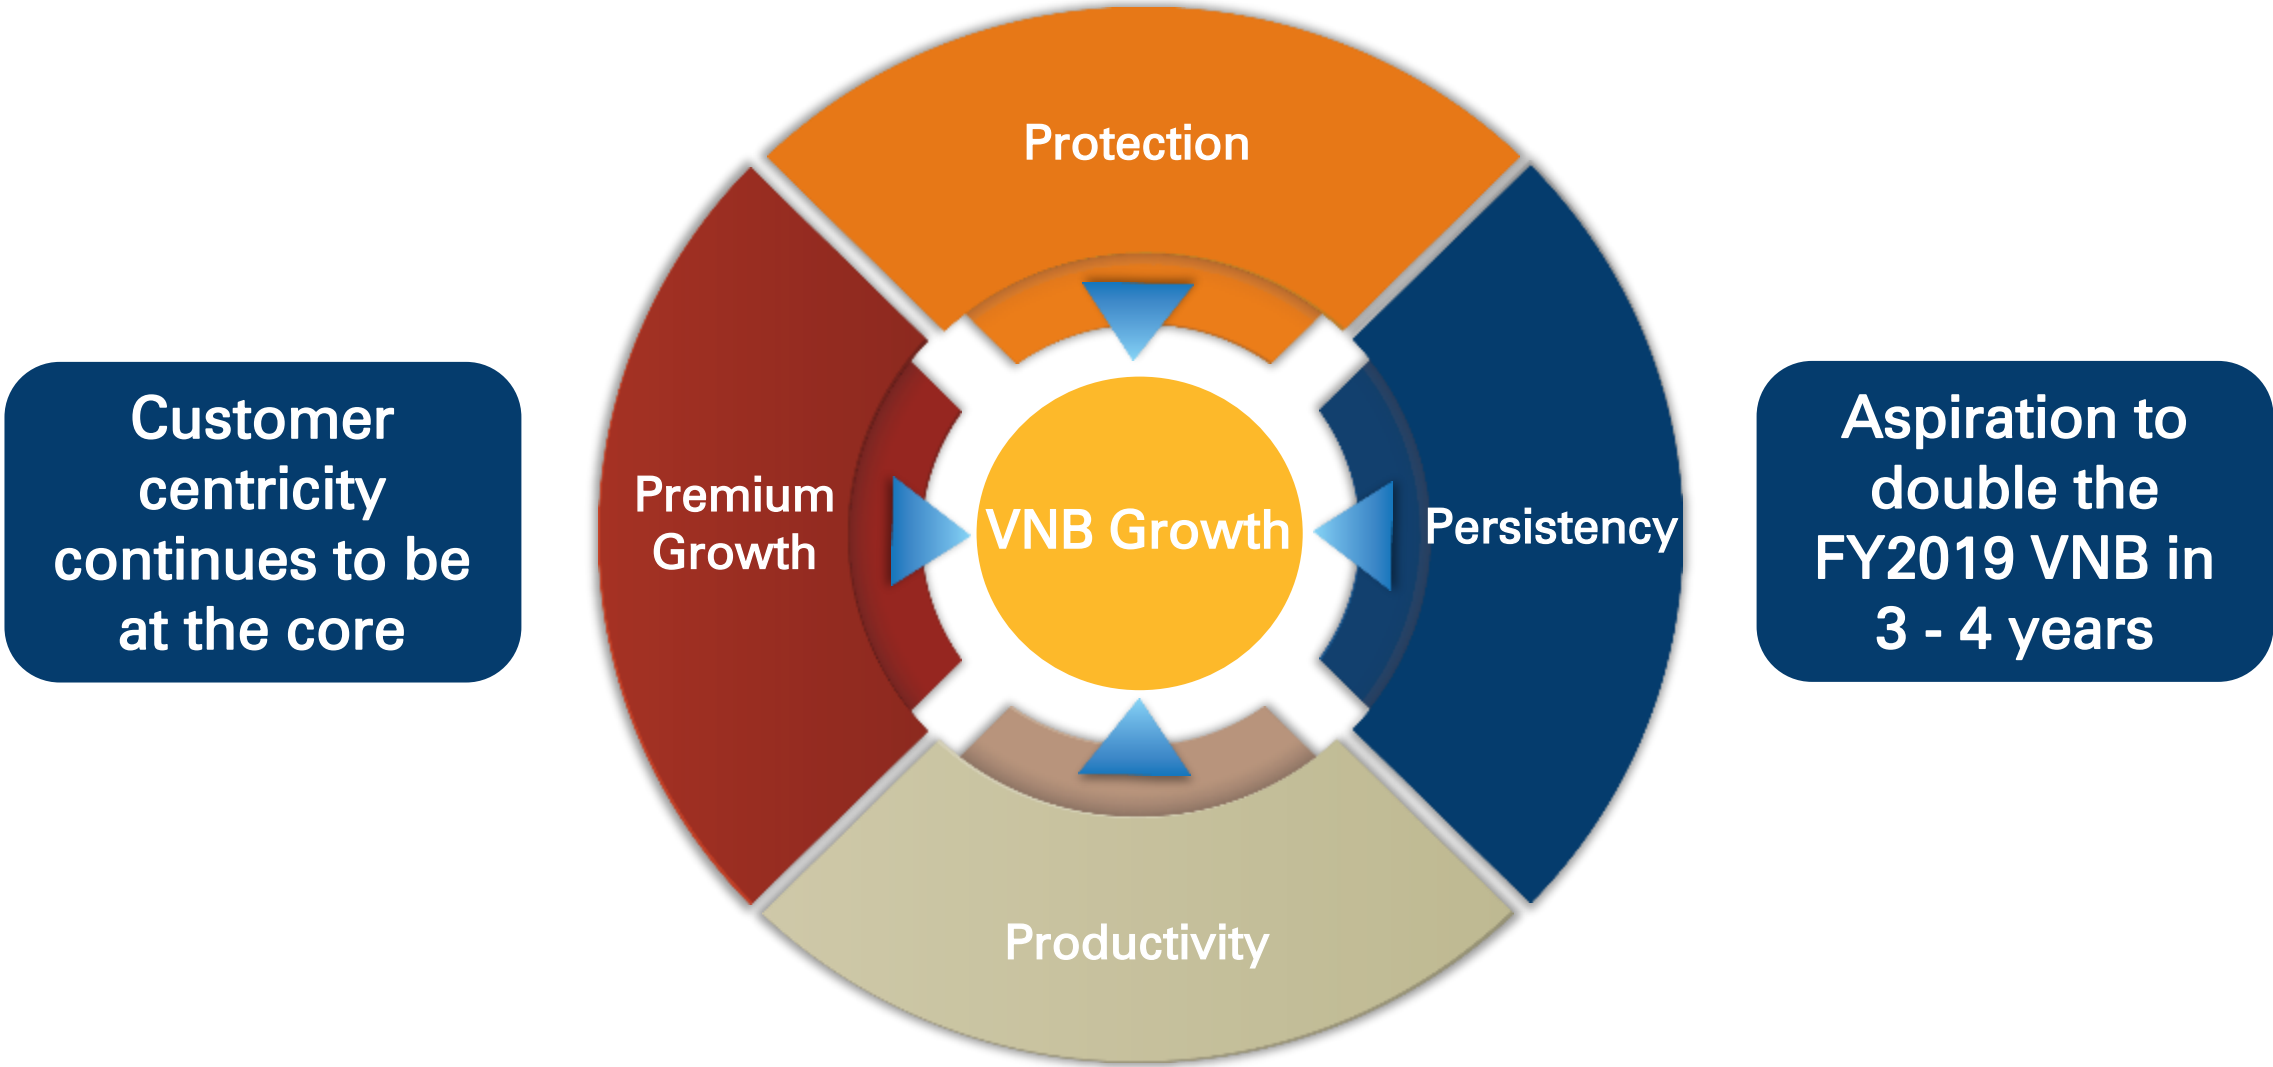 Protection
Customer
centricity
continues to be
at the core
Premium
Growth
VNB Growth
Persistency
Aspiration to
double the
FY2019 VNB in
3 - 4 years
Productivity